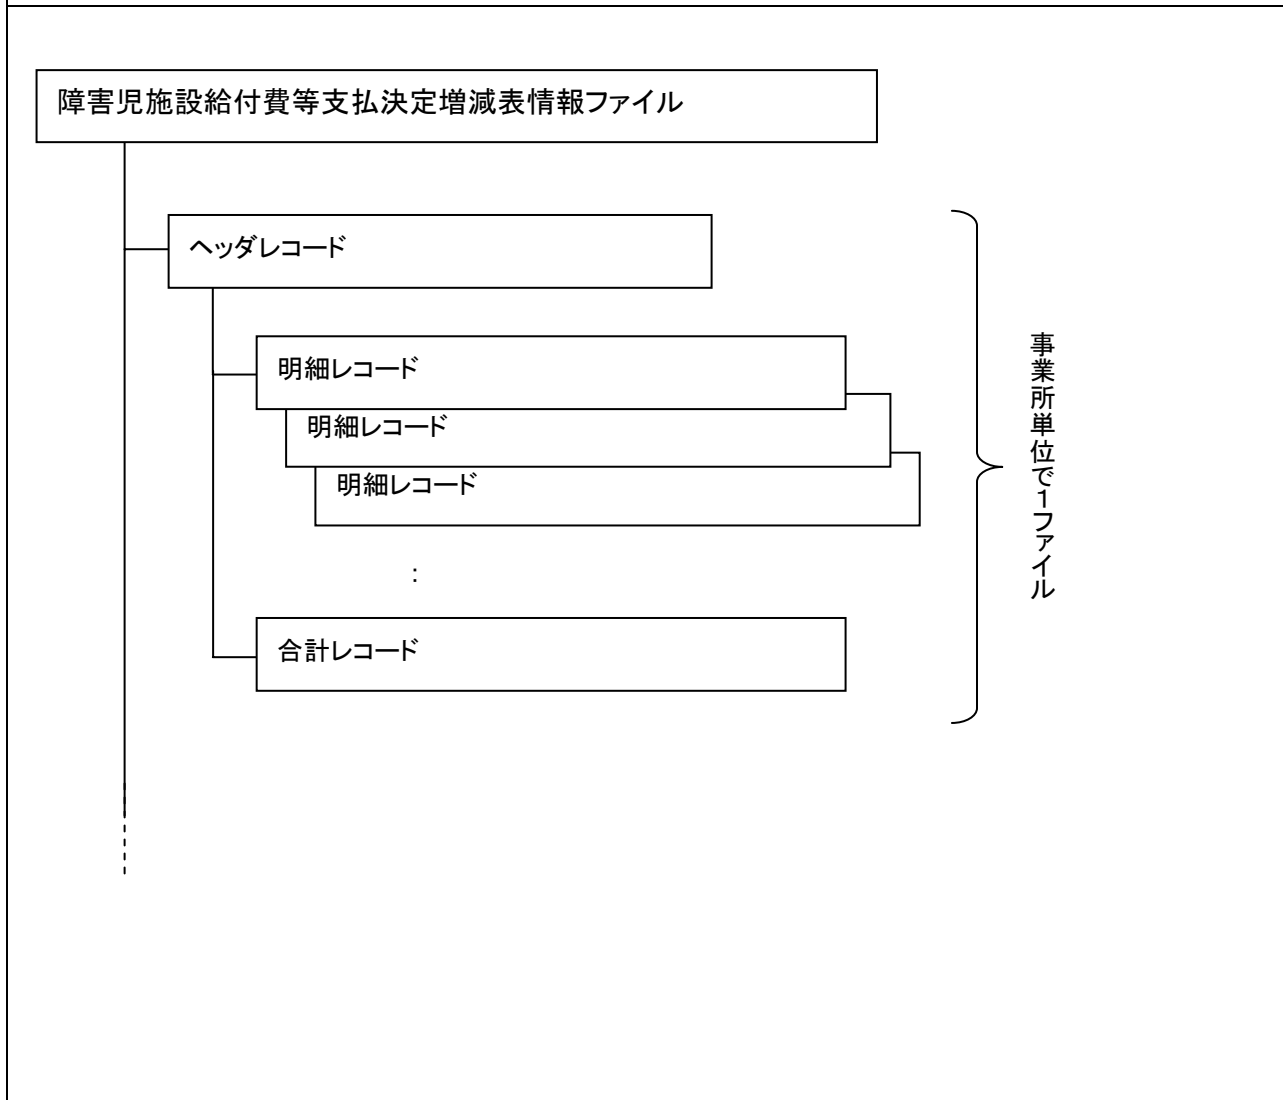 障害児施設給付費等支払決定増減表情報ファイル
ヘッダレコード
明細レコード
明細レコード
明細レコード
:
合計レコード
事業所単位で1ファイル